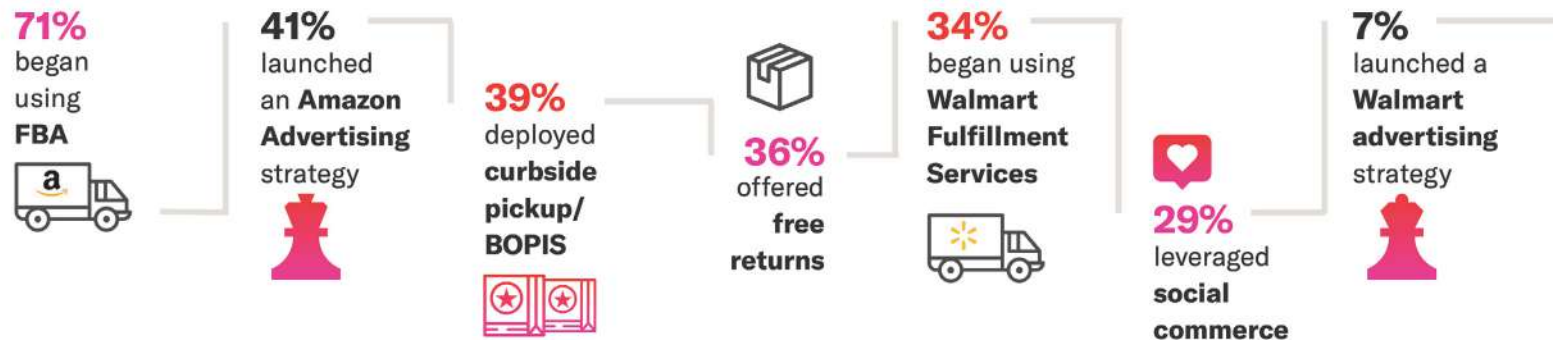 71%
began
using
FBA
a
41%
launched
an Amazon
Advertising
strategy
39%
deployed
curbside
pickup/
BOPIS
36%
offered
free
returns
34%
began using
Walmart
Fulfillment
Services
29%
leveraged
social
commerce
7%
launched a
Walmart
advertising
strategy